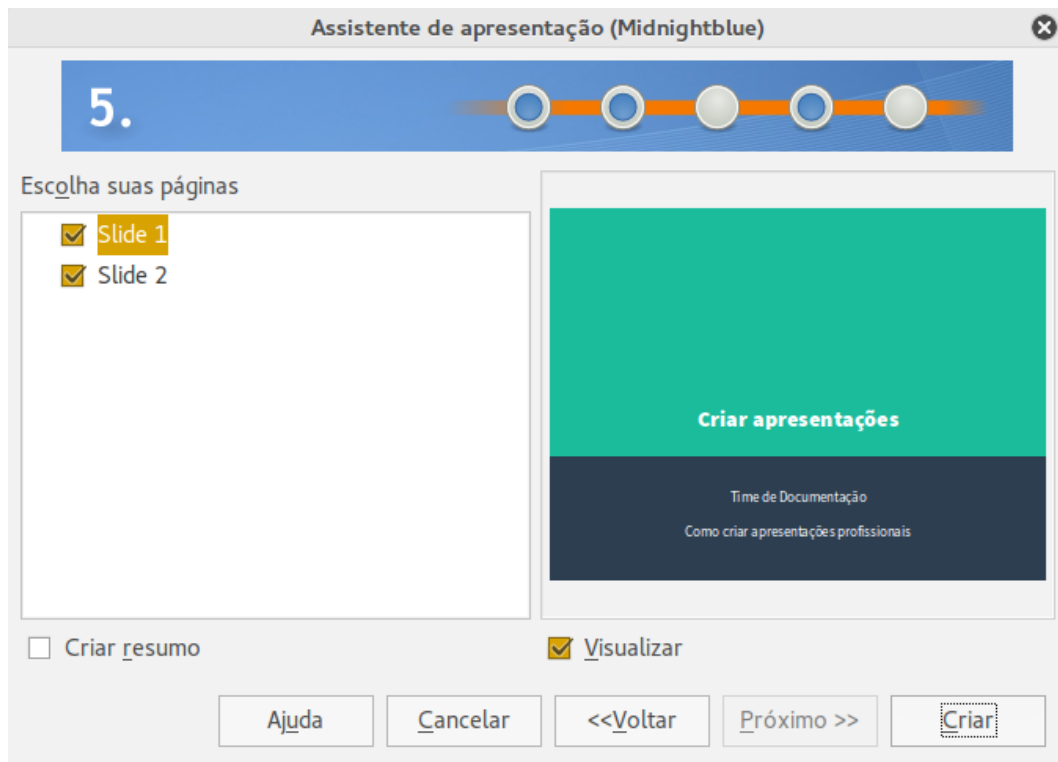 Assistente de apresentação (Midnightblue)
5.
Escolha suas páginas
Slide 1
Slide 2
Criar apresentações
Time de Documentação
Como criar apresentações profissionais
Criar resumo
Visualizar
Ajuda
Cancelar
<<Voltar
Próximo >>
Criar